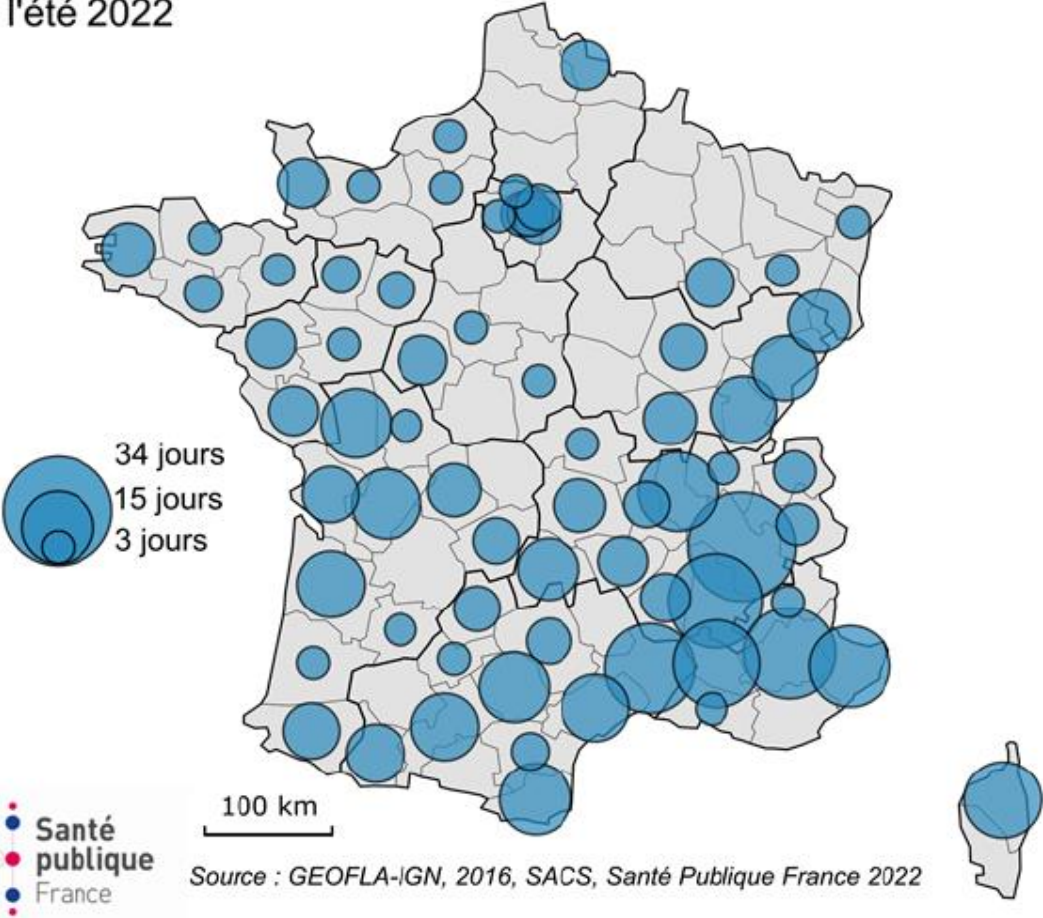 l'été 2022
34 jours
15 jours
3 jours
100 km
Santé
publique
France
Source : GEOFLA-IGN, 2016, SACS, Santé Publique France 2022